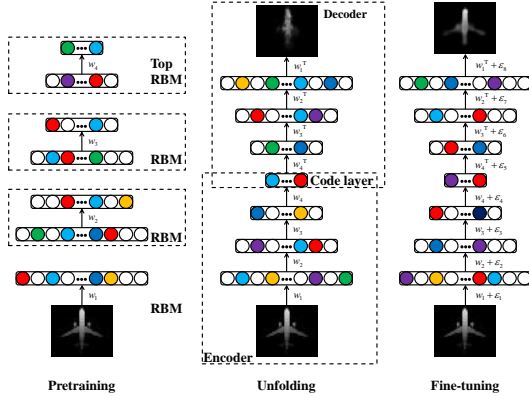 Top
RBM
w₄
RBM
w₃
RBM
w₂
RBM
w₁
Pretraining
Decoder
w₁ᵀ
w₂ᵀ
w₃ᵀ
w₄ᵀ
Code layer
w₄
w₃
w₂
w₁
Encoder
Unfolding
w₁ᵀ + ε₈
w₂ᵀ + ε₇
w₃ᵀ + ε₆
w₄ᵀ + ε₅
w₄ + ε₄
w₃ + ε₃
w₂ + ε₂
w₁ + ε₁
Fine-tuning